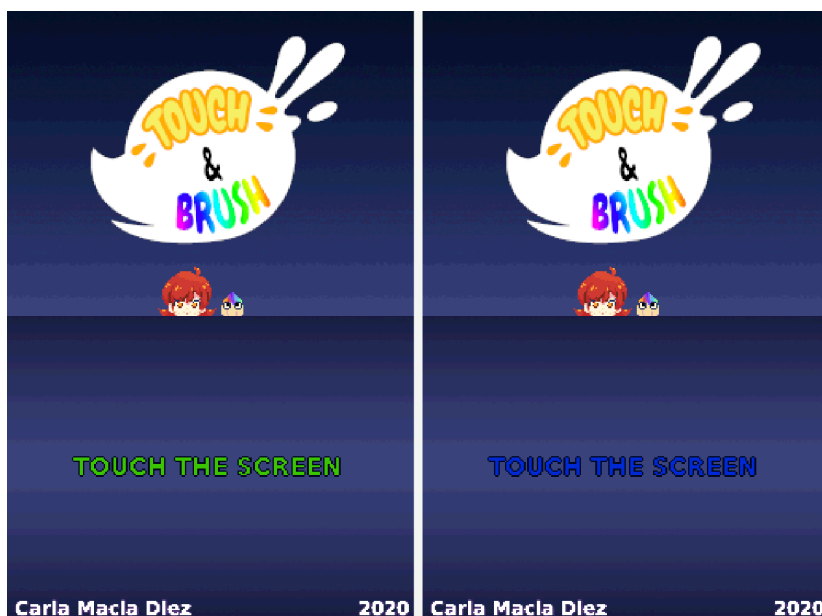 TOUCH
&
BRUSH
TOUCH THE SCREEN
Carla Macia Diez 2020
TOUCH
&
BRUSH
TOUCH THE SCREEN
Carla Macia Diez 2020